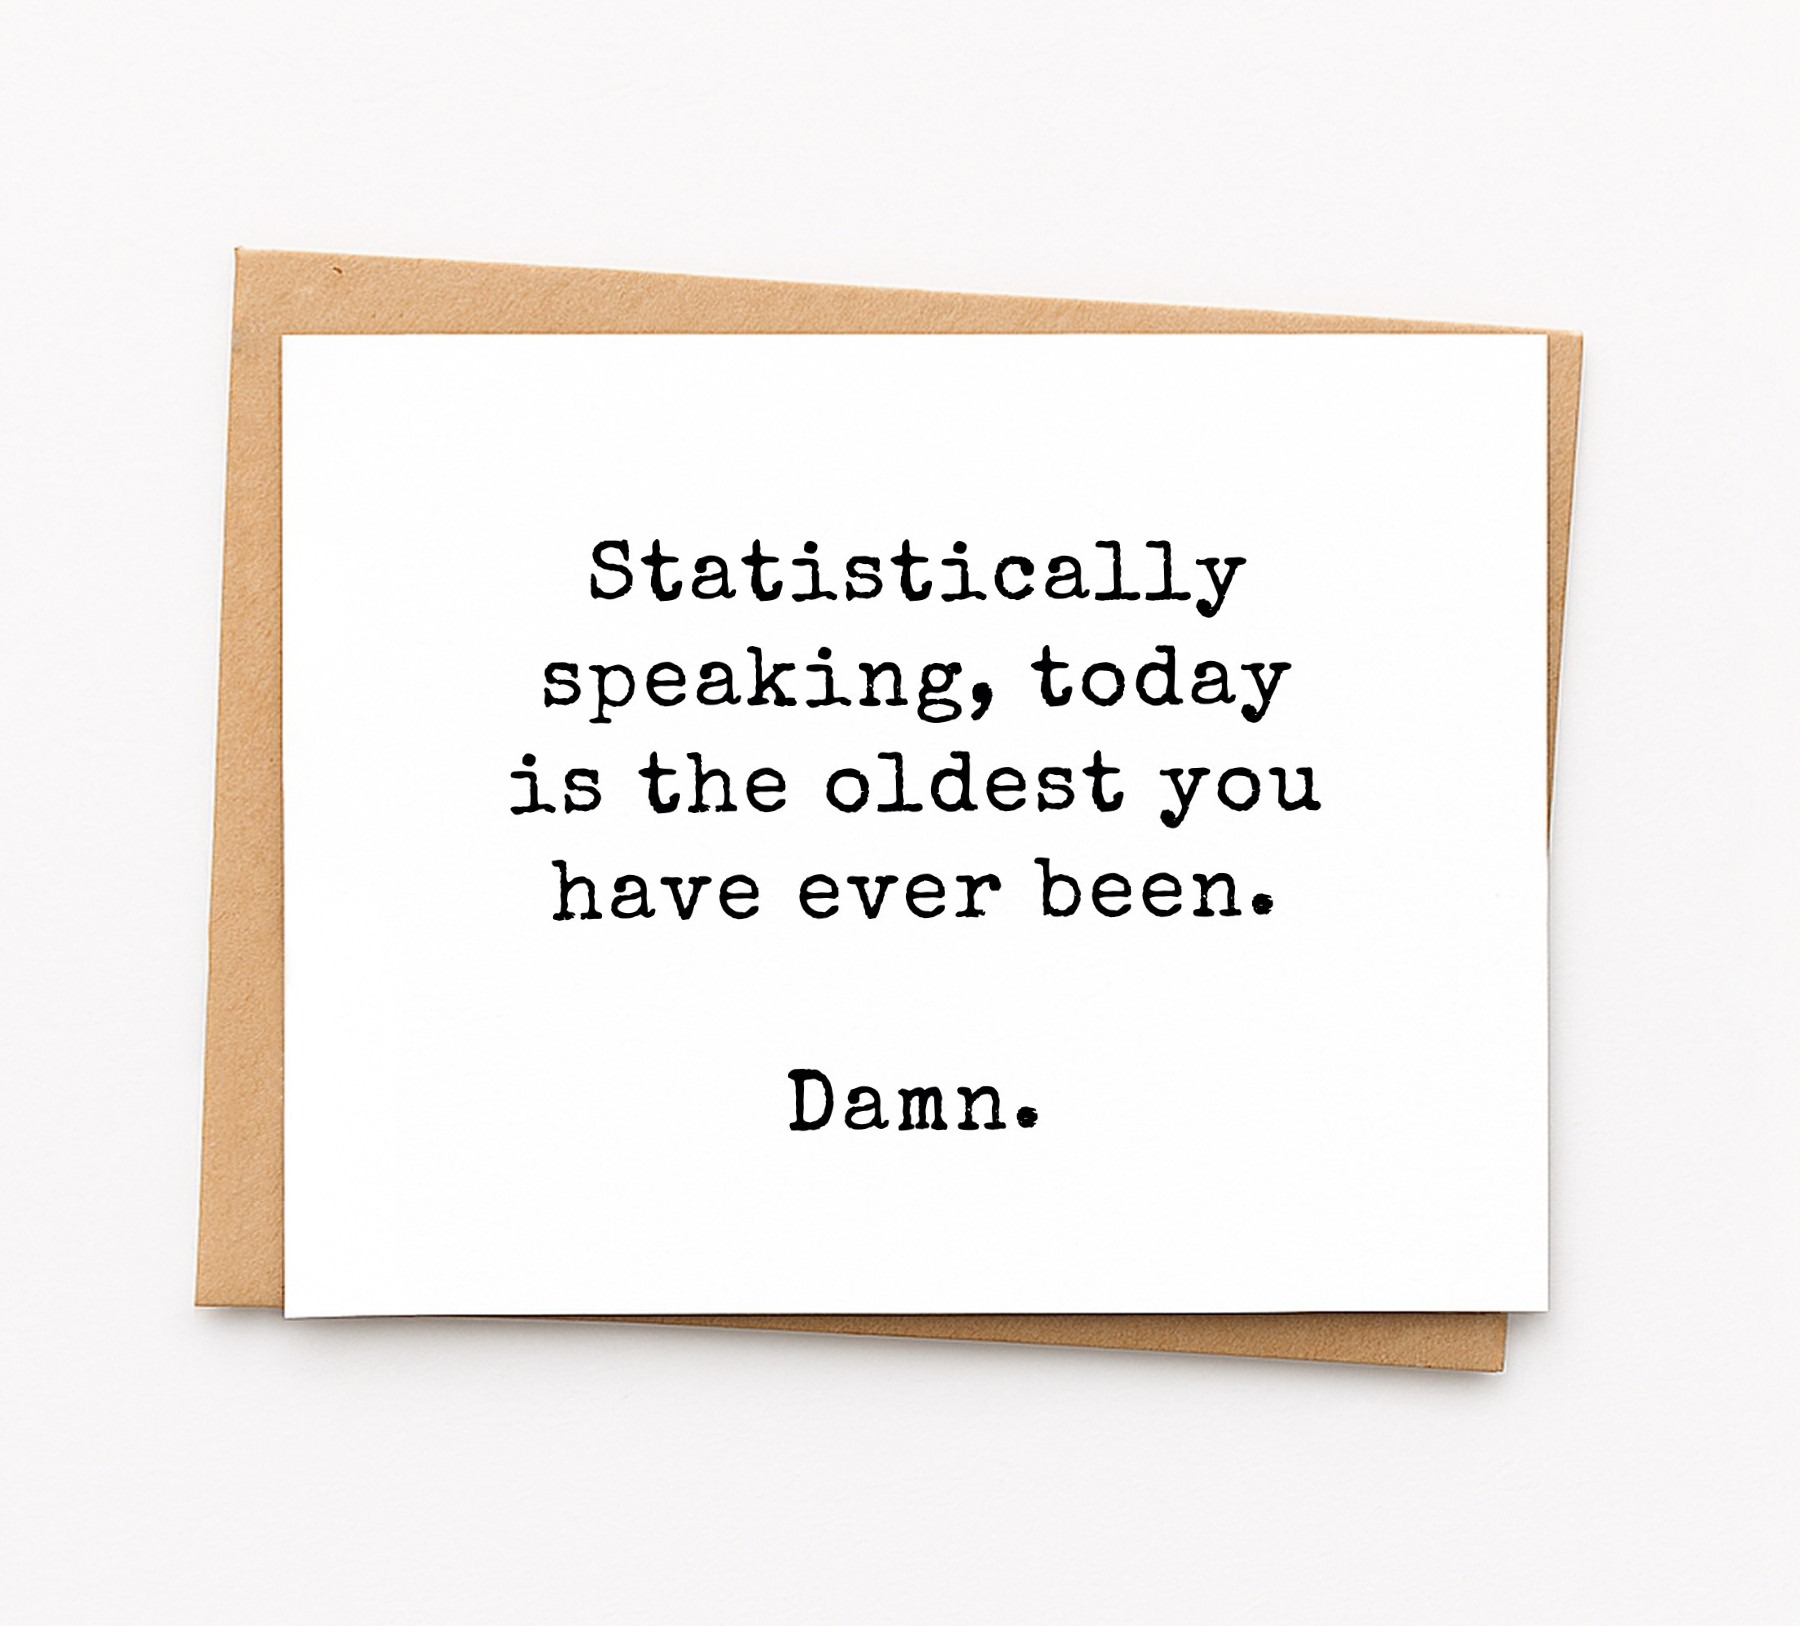 Statistically
speaking, today
is the oldest you
have ever been.
Damn.